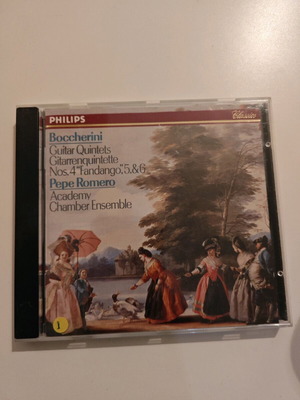 PHILIPS
Classics
Boccherini
Guitar Quintets
Gitarrenquintette
Nos. 4 "Fandango", 5, & 6
Pepe Romero
Academy
Chamber Ensemble
1